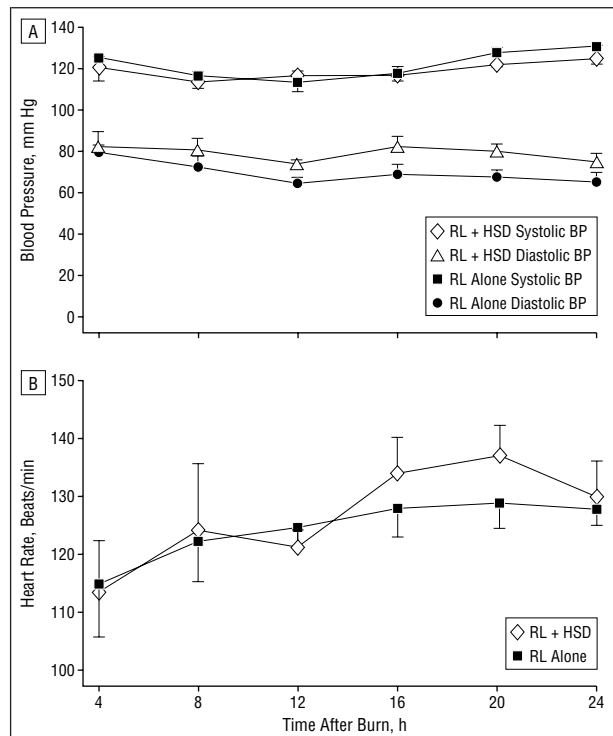 A
140
120
100
80
60
40
20
0
Blood Pressure, mm Hg
RL + HSD Systolic BP
RL + HSD Diastolic BP
RL Alone Systolic BP
RL Alone Diastolic BP
B
150
140
130
120
110
100
Heart Rate, Beats/min
RL + HSD
RL Alone
4 8 12 16 20 24
Time After Burn, h